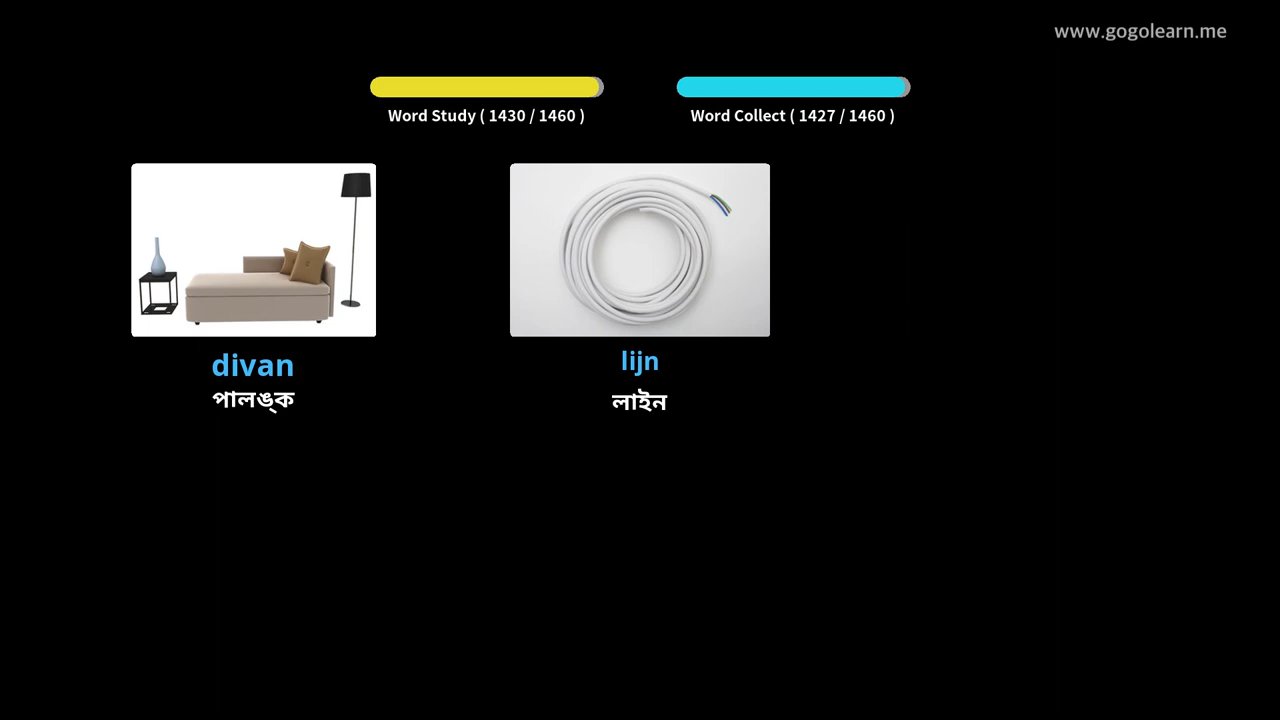 www.gogolearn.me
Word Study ( 1430 / 1460 )
Word Collect ( 1427 / 1460 )
divan
পালঙ্ক
lijn
লাইন